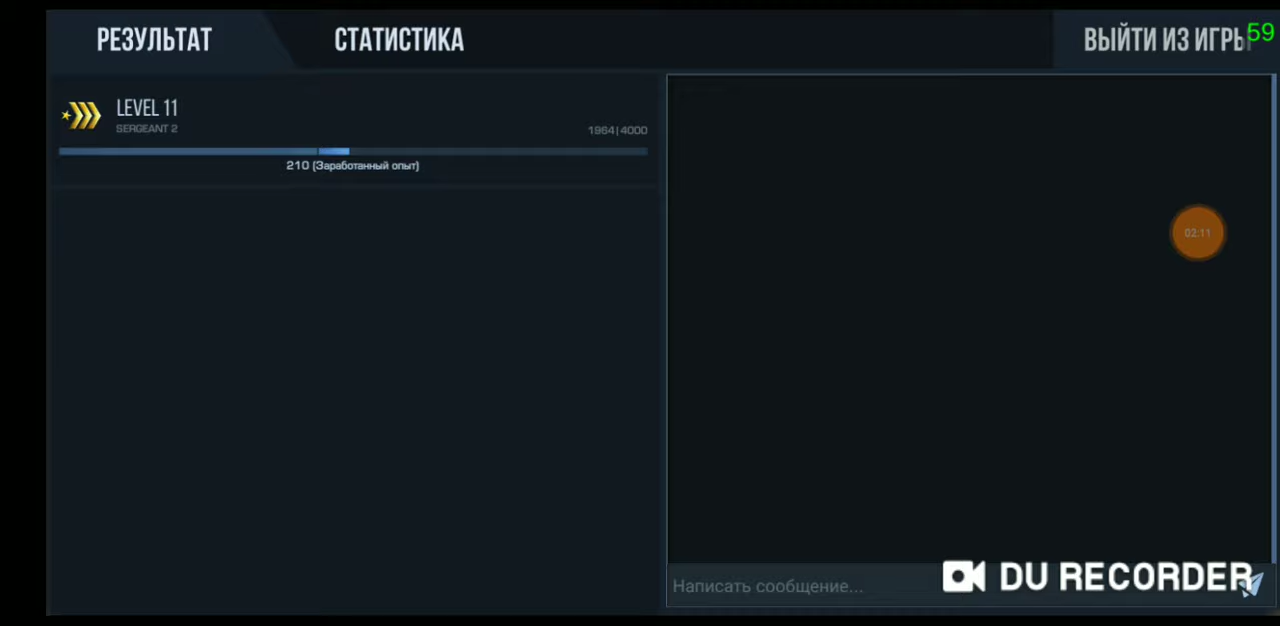 РЕЗУЛЬТАТ
СТАТИСТИКА
ВЫЙТИ ИЗ ИГРЫ
59
LEVEL 11
SERGEANT 2
1964|4000
210 (Заработанный опыт)
02:11
Написать сообщение...
DU RECORDER